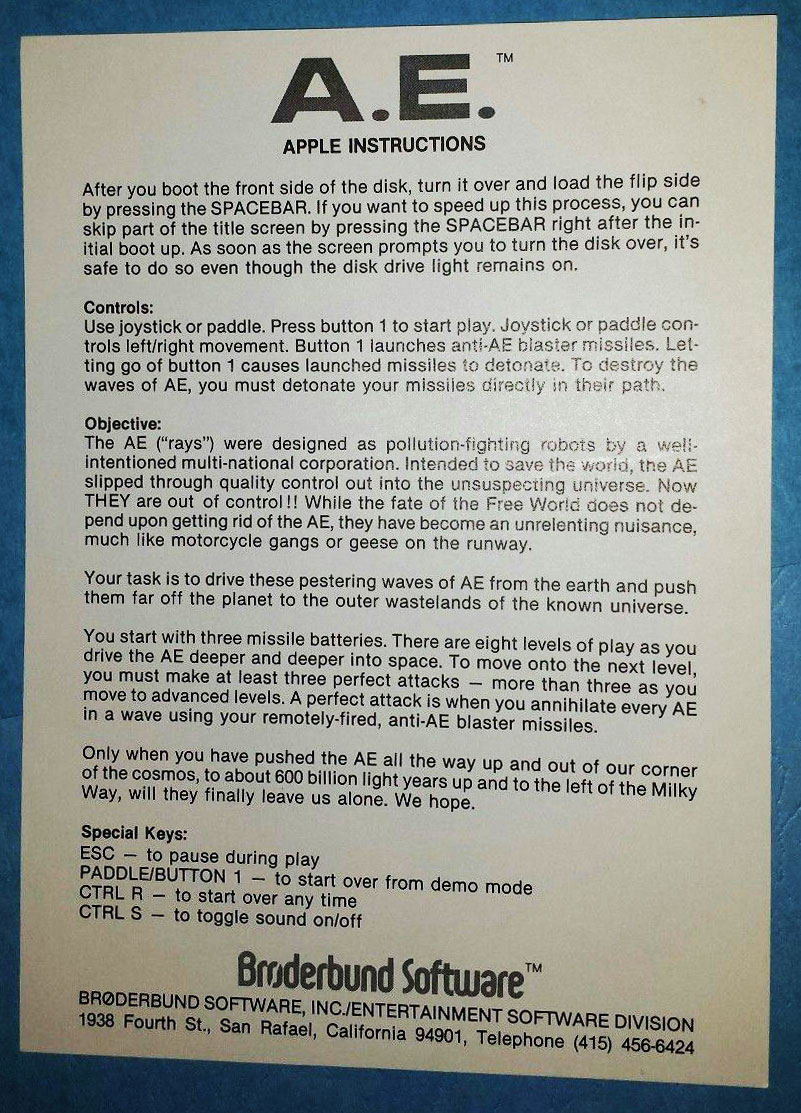 A.E.™
APPLE INSTRUCTIONS
After you boot the front side of the disk, turn it over and load the flip side
by pressing the SPACEBAR. If you want to speed up this process, you can
skip part of the title screen by pressing the SPACEBAR right after the in-
itial boot up. As soon as the screen prompts you to turn the disk over, it's
safe to do so even though the disk drive light remains on.
Controls:
Use joystick or paddle. Press button 1 to start play. Joystick or paddle con-
trols left/right movement. Button 1 launches anti-AE blaster missiles. Let-
ting go of button 1 causes launched missiles to detonate. To destroy the
waves of AE, you must detonate your missiles directly in their path.
Objective:
The AE ("rays") were designed as pollution-fighting robots by a well-
intentioned multi-national corporation. Intended to save the world, the AE
slipped through quality control out into the unsuspecting universe. Now
THEY are out of control!! While the fate of the Free World does not de-
pend upon getting rid of the AE, they have become an unrelenting nuisance,
much like motorcycle gangs or geese on the runway.
Your task is to drive these pestering waves of AE from the earth and push
them far off the planet to the outer wastelands of the known universe.
You start with three missile batteries. There are eight levels of play as you
drive the AE deeper and deeper into space. To move onto the next level,
you must make at least three perfect attacks — more than three as you
move to advanced levels. A perfect attack is when you annihilate every AE
in a wave using your remotely-fired, anti-AE blaster missiles.
Only when you have pushed the AE all the way up and out of our corner
of the cosmos, to about 600 billion light years up and to the left of the Milky
Way, will they finally leave us alone. We hope.
Special Keys:
ESC — to pause during play
PADDLE/BUTTON 1 — to start over from demo mode
CTRL R — to start over any time
CTRL S — to toggle sound on/off
Brøderbund Software™
BRØDERBUND SOFTWARE, INC./ENTERTAINMENT SOFTWARE DIVISION
1938 Fourth St., San Rafael, California 94901, Telephone (415) 456-6424